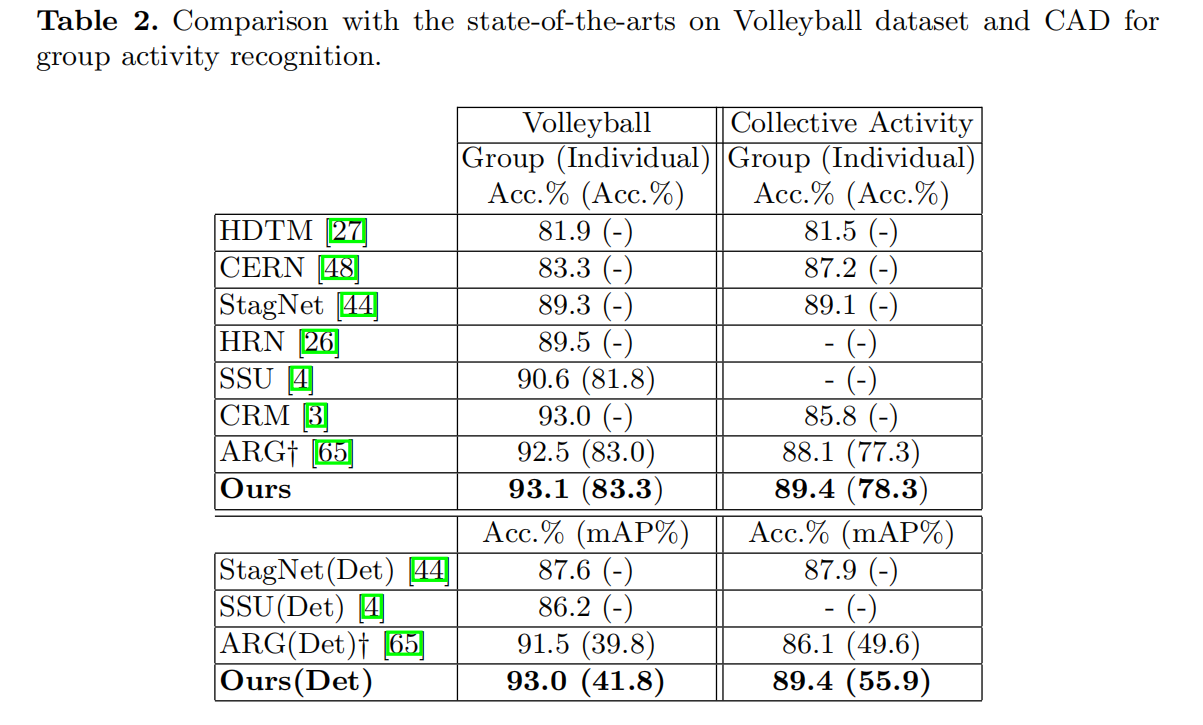 Table 2. Comparison with the state-of-the-arts on Volleyball dataset and CAD for
group activity recognition.
Volleyball Collective Activity
Group (Individual) Group (Individual)
Acc.% (Acc.%) Acc.% (Acc.%)
HDTM [27] 81.9 (-) 81.5 (-)
CERN [48] 83.3 (-) 87.2 (-)
StagNet [44] 89.3 (-) 89.1 (-)
HRN [26] 89.5 (-) - (-)
SSU [4] 90.6 (81.8) - (-)
CRM [3] 93.0 (-) 85.8 (-)
ARG† [65] 92.5 (83.0) 88.1 (77.3)
Ours 93.1 (83.3) 89.4 (78.3)
Acc.% (mAP%) Acc.% (mAP%)
StagNet(Det) [44] 87.6 (-) 87.9 (-)
SSU(Det) [4] 86.2 (-) - (-)
ARG(Det)† [65] 91.5 (39.8) 86.1 (49.6)
Ours(Det) 93.0 (41.8) 89.4 (55.9)